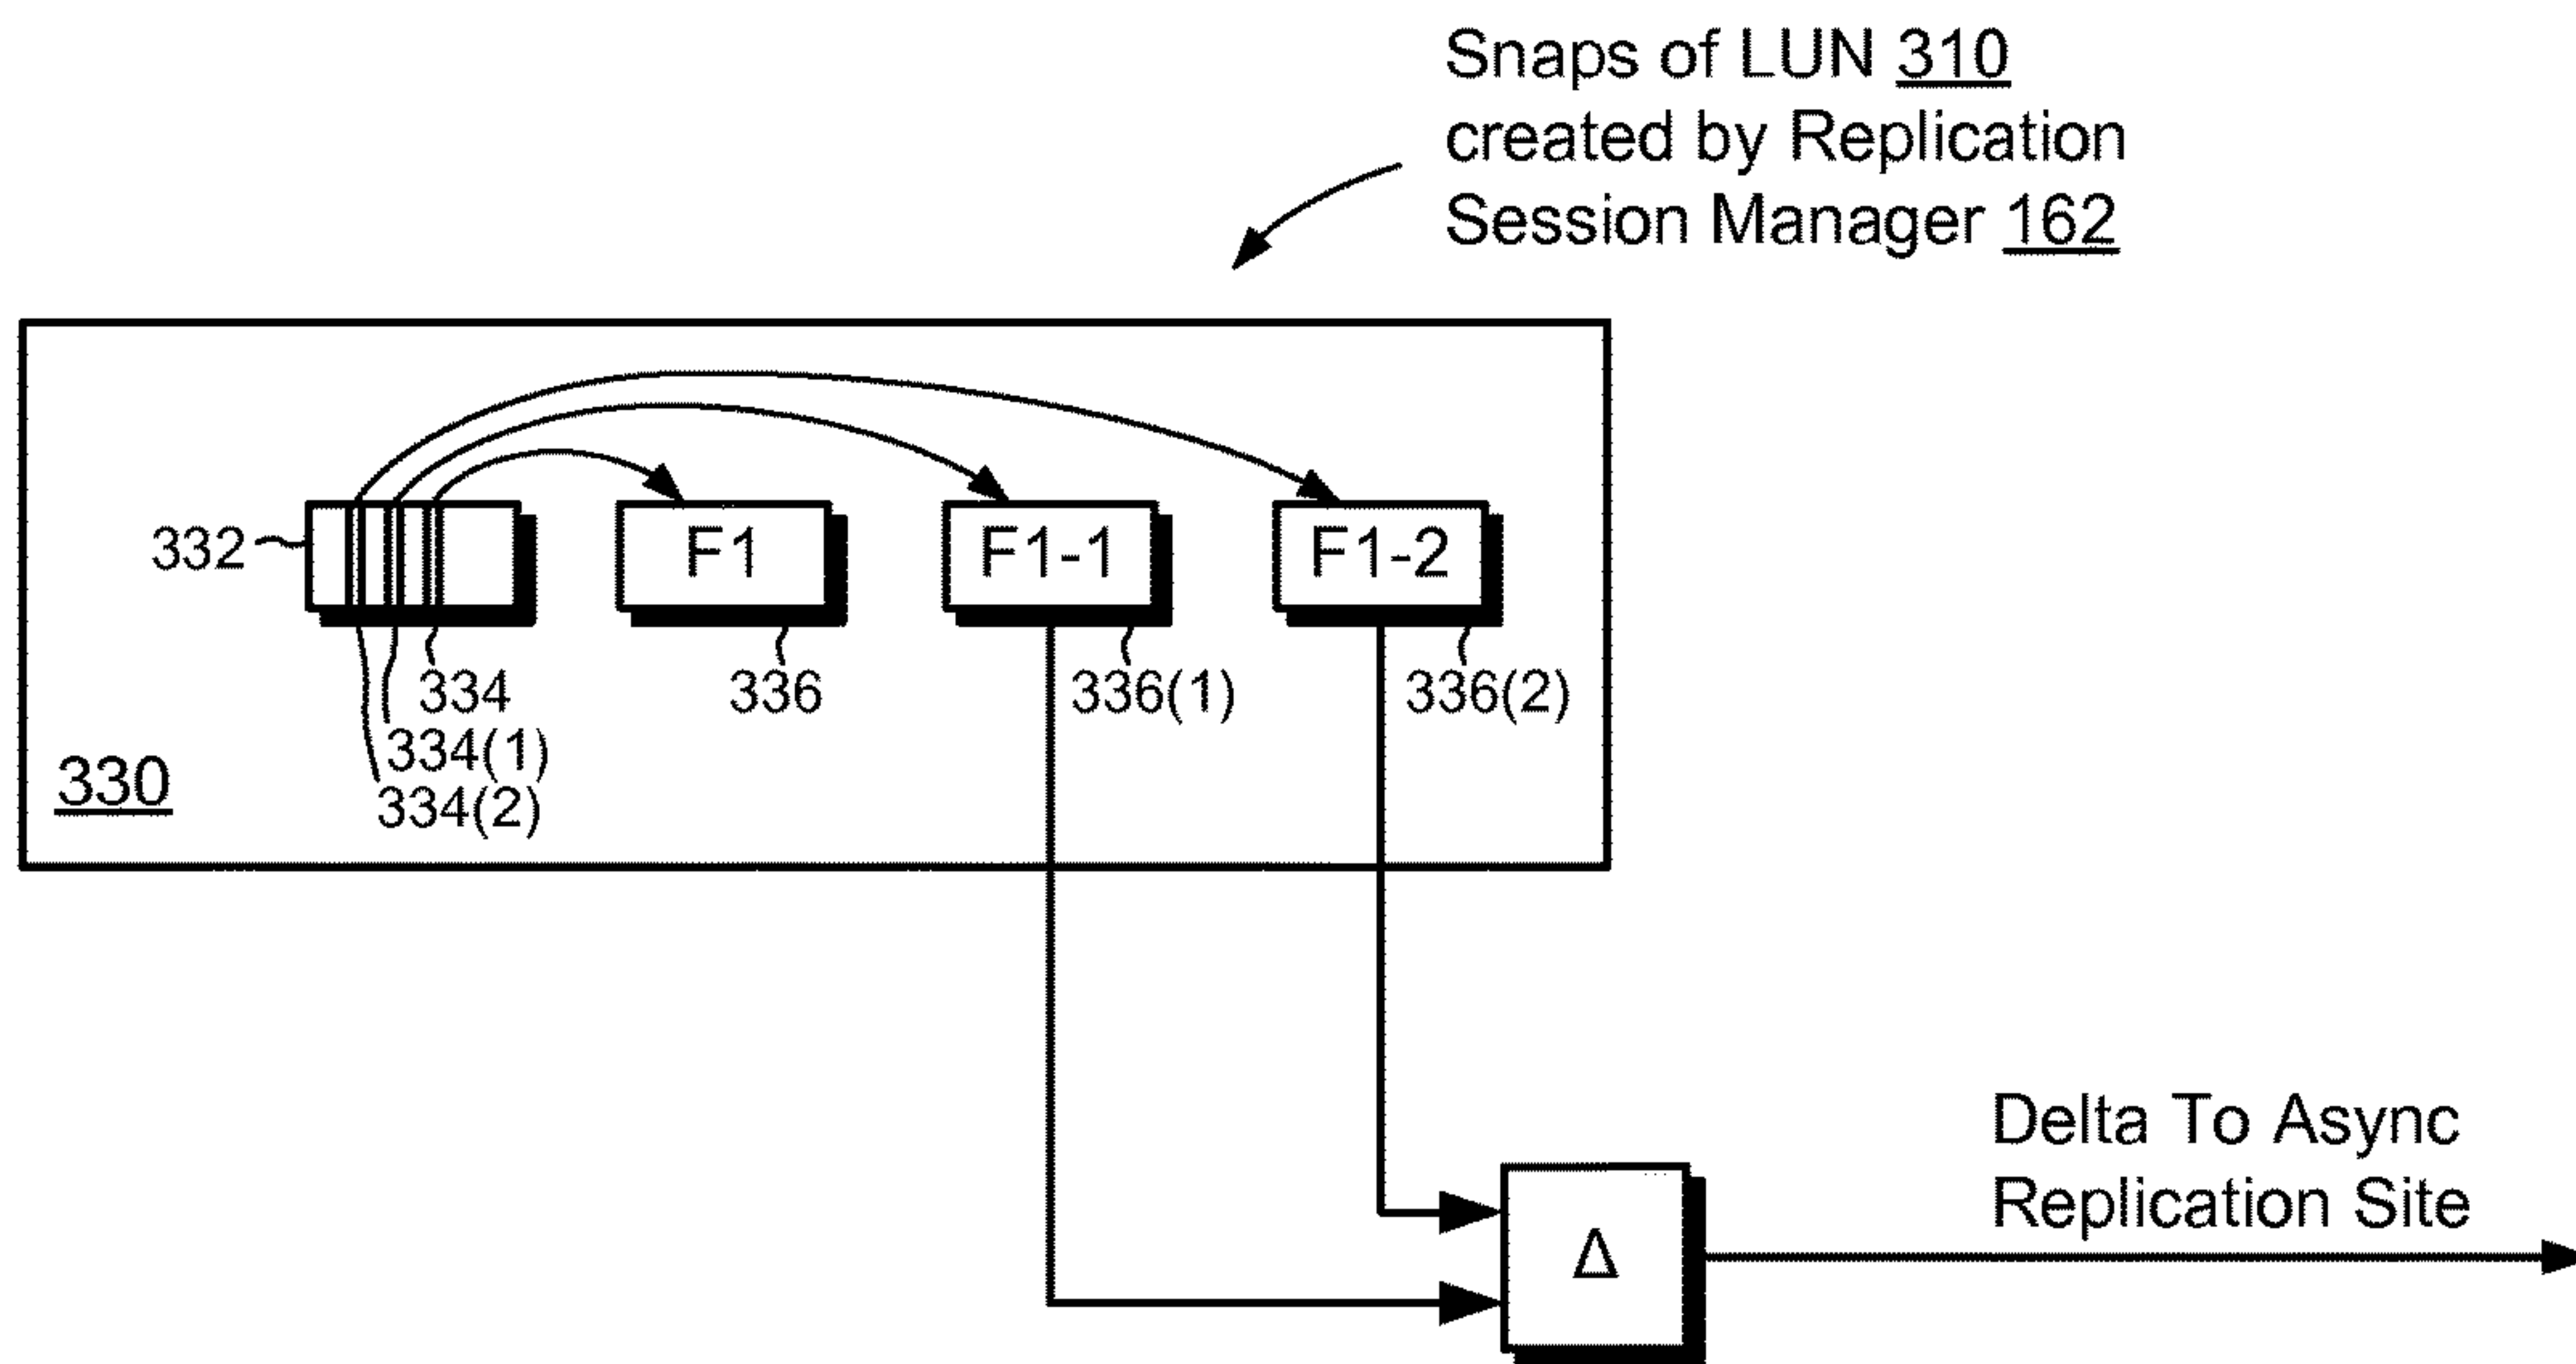 Snaps of LUN 310
created by Replication
Session Manager 162
332
F1
F1-1
F1-2
334
336
336(1)
336(2)
334(1)
334(2)
330
Delta To Async
Replication Site
Δ